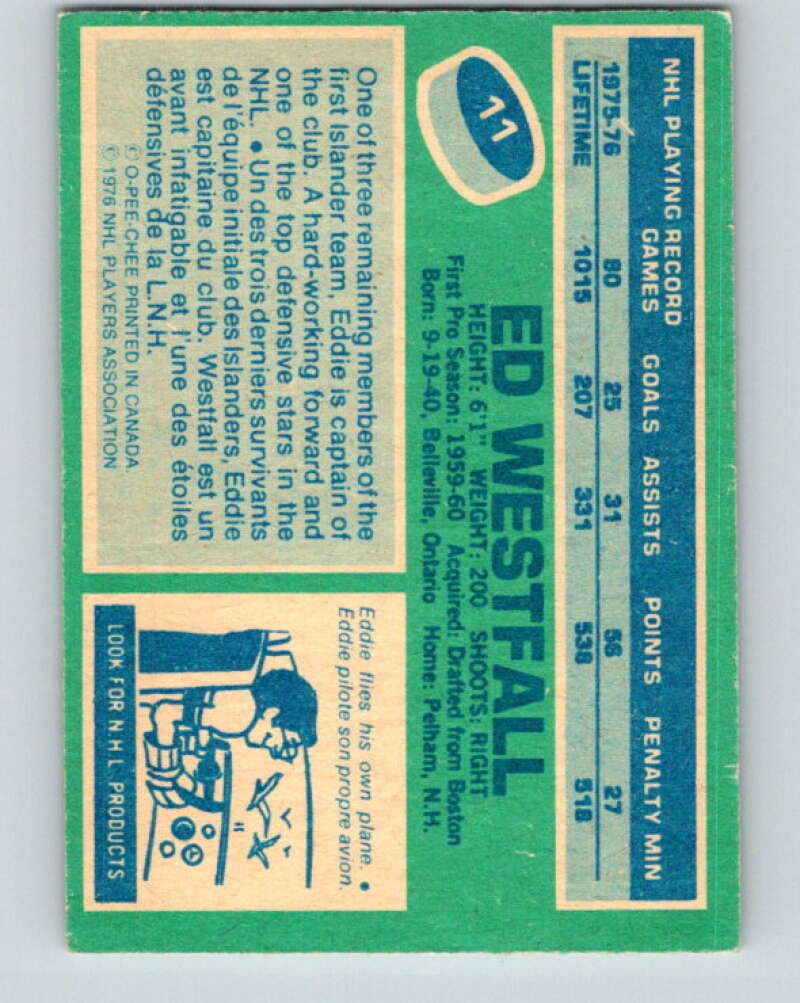 NHL PLAYING RECORD
GAMES GOALS ASSISTS POINTS PENALTY MIN
1975-76 80 25 31 56 27
LIFETIME 1015 207 331 538 518
11
ED WESTFALL
HEIGHT: 6'1" WEIGHT: 200 SHOOTS: RIGHT
First Pro Season: 1959-60 Acquired: Drafted from Boston
Born: 9-19-40, Belleville, Ontario Home: Pelham, N.H.
One of three remaining members of the
first Islander team, Eddie is captain of
the club. A hard-working forward and
one of the top defensive stars in the
NHL. • Un des trois derniers survivants
de l'équipe initiale des Islanders, Eddie
est capitaine du club. Westfall est un
avant infatigable et l'une des étoiles
défensives de la L.N.H.
© O-PEE-CHEE PRINTED IN CANADA
© 1976 NHL PLAYERS ASSOCIATION
Eddie flies his own plane. •
Eddie pilote son propre avion.
LOOK FOR NHL PRODUCTS